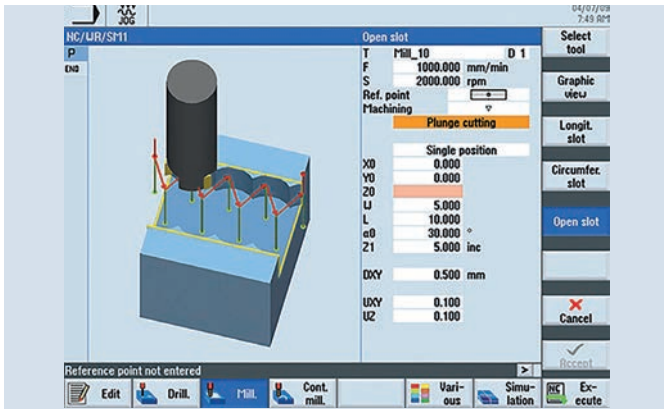 JOG
04/07/09
7:49 AM
NC/WR/SM1
Open slot
Select tool
P
END
T Mill_10 D 1
F 1000.000 mm/min
S 2000.000 rpm
Ref. point
Machining ▽
Plunge cutting
Single position
X0 0.000
Y0 0.000
Z0
W 5.000
L 10.000
α0 30.000 °
Z1 5.000 inc
DXY 0.500 mm
UXY 0.100
UZ 0.100
Graphic view
Longit. slot
Circumfer. slot
Open slot
Cancel
Accept
Reference point not entered
Edit
Drill.
Mill.
Cont. mill.
Vari- ous
Simu- lation
NC Ex- ecute